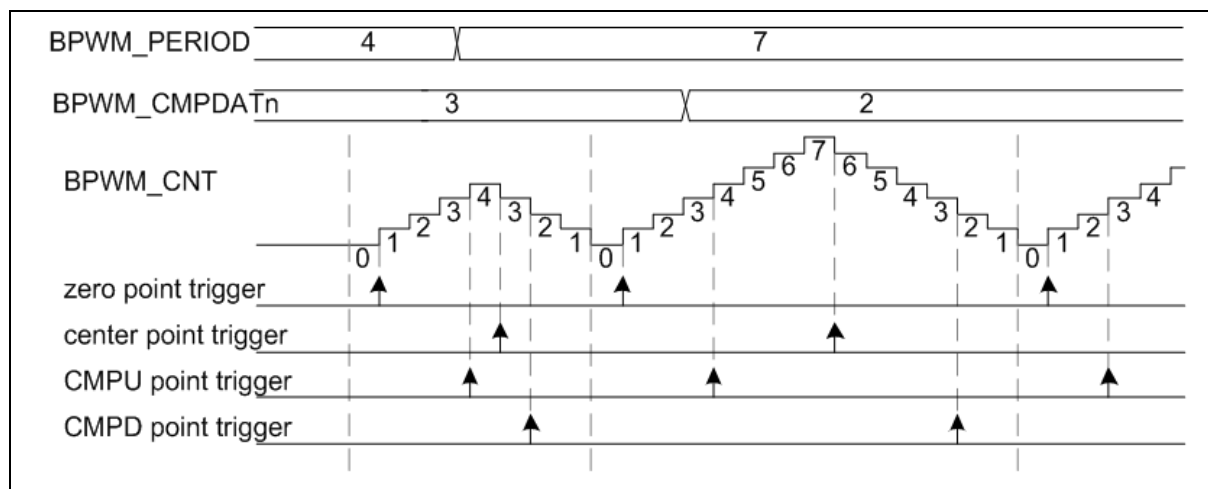 BPWM_PERIOD 4 7
BPWM_CMPDATn 3 2
BPWM_CNT 0 1 2 3 4 3 2 1 0 1 2 3 4 5 6 7 6 5 4 3 2 1 0 1 2 3 4
zero point trigger
center point trigger
CMPU point trigger
CMPD point trigger